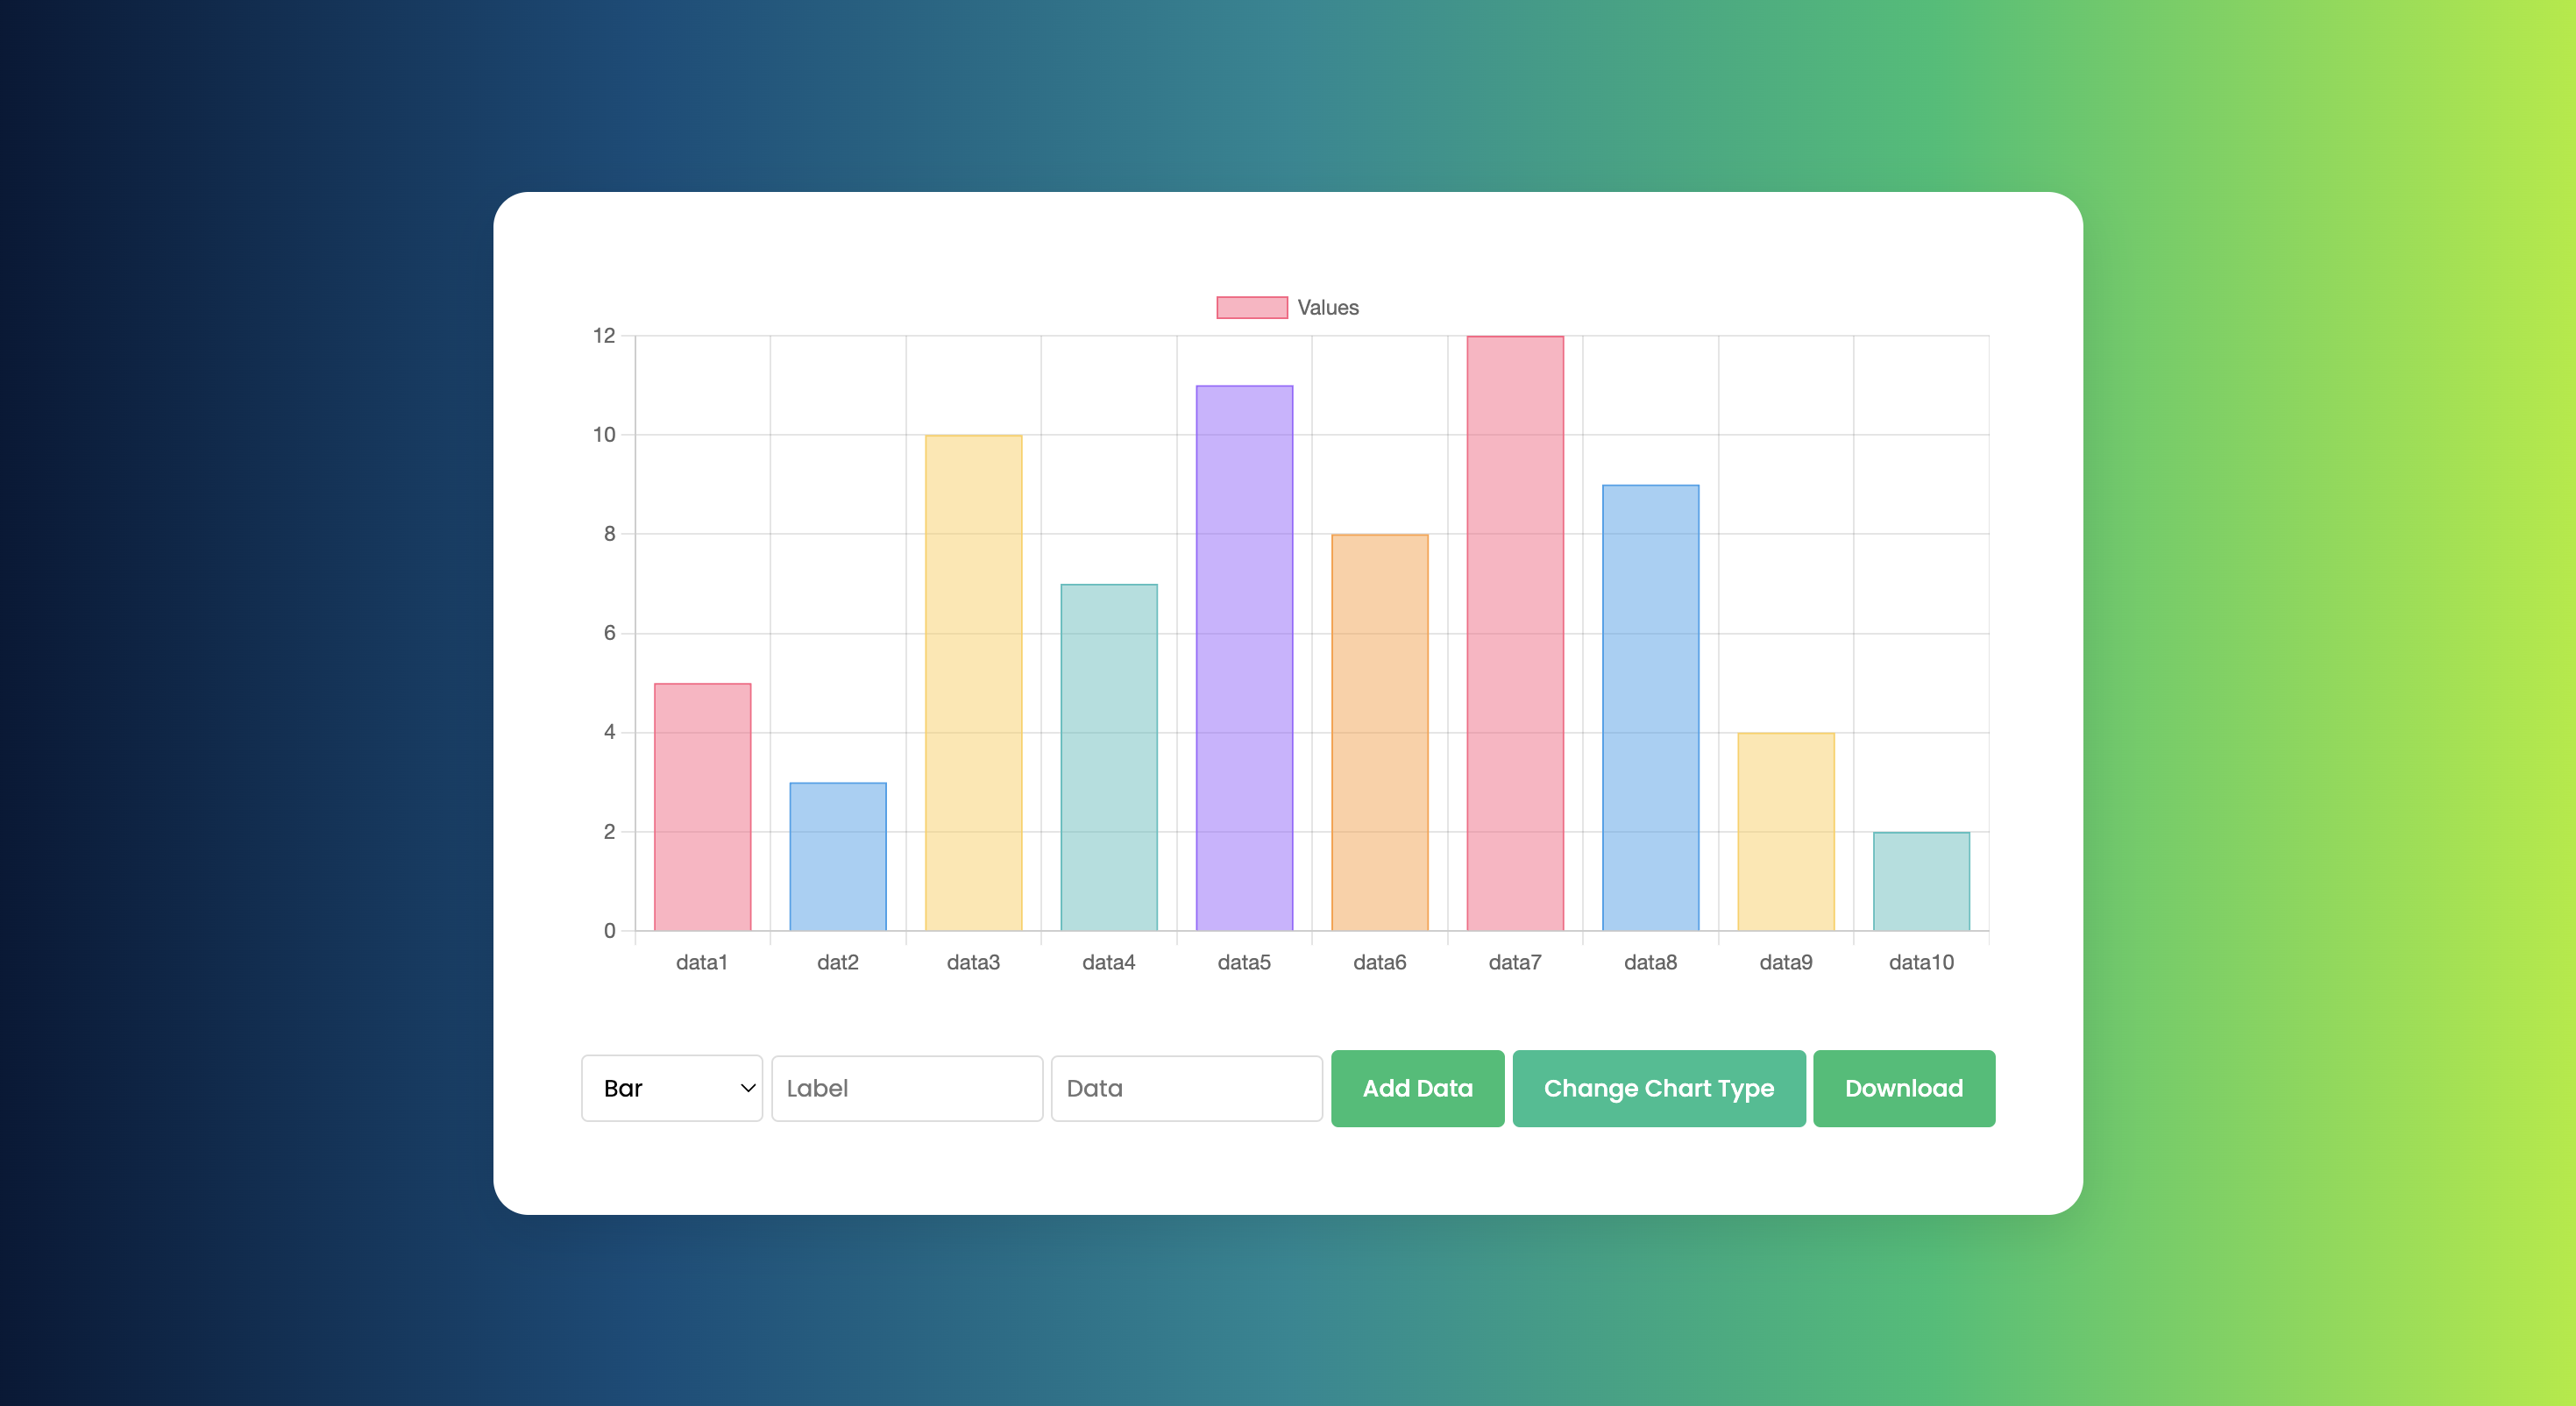 Values
12
10
8
6
4
2
0
data1 dat2 data3 data4 data5 data6 data7 data8 data9 data10
Bar Label Data Add Data Change Chart Type Download